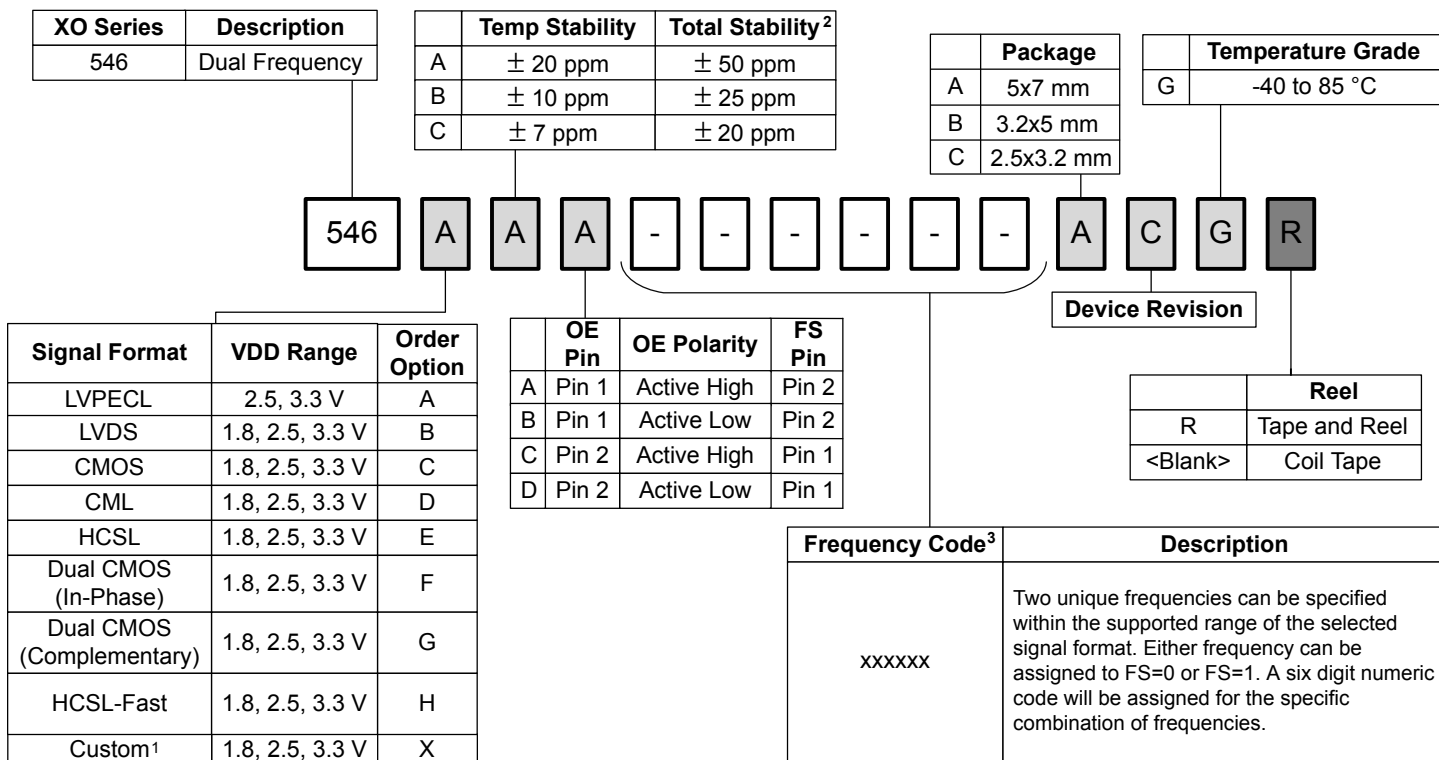 XO Series Description
546 Dual Frequency
Temp Stability Total Stability2
A ± 20 ppm ± 50 ppm
B ± 10 ppm ± 25 ppm
C ± 7 ppm ± 20 ppm
Package
A 5x7 mm
B 3.2x5 mm
C 2.5x3.2 mm
Temperature Grade
G -40 to 85 °C
546 A A A - - - - - - A C G R
Signal Format VDD Range Order Option
LVPECL 2.5, 3.3 V A
LVDS 1.8, 2.5, 3.3 V B
CMOS 1.8, 2.5, 3.3 V C
CML 1.8, 2.5, 3.3 V D
HCSL 1.8, 2.5, 3.3 V E
Dual CMOS
(In-Phase) 1.8, 2.5, 3.3 V F
Dual CMOS
(Complementary) 1.8, 2.5, 3.3 V G
HCSL-Fast 1.8, 2.5, 3.3 V H
Custom1 1.8, 2.5, 3.3 V X
OE Pin OE Polarity FS Pin
A Pin 1 Active High Pin 2
B Pin 1 Active Low Pin 2
C Pin 2 Active High Pin 1
D Pin 2 Active Low Pin 1
Device Revision
Reel
R Tape and Reel
<Blank> Coil Tape
Frequency Code3 Description
xxxxxx
Two unique frequencies can be specified
within the supported range of the selected
signal format. Either frequency can be
assigned to FS=0 or FS=1. A six digit numeric
code will be assigned for the specific
combination of frequencies.